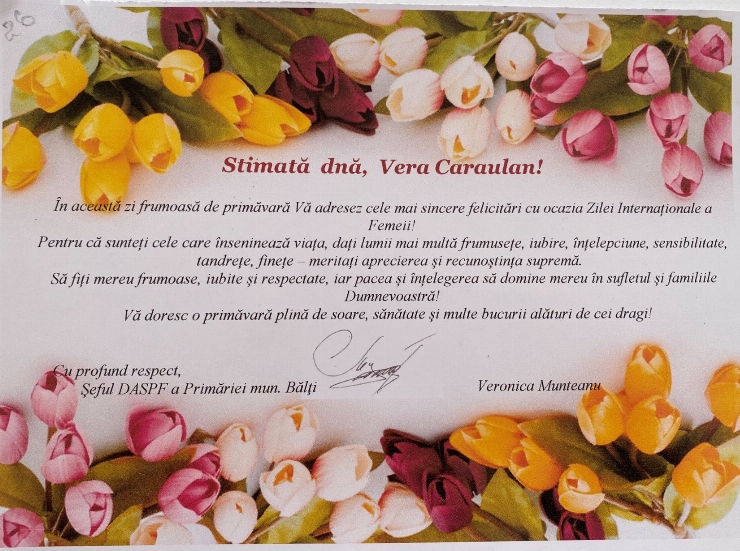 26
Stimată dnă, Vera Caraulan!
În această zi frumoasă de primăvară Vă adresez cele mai sincere felicitări cu ocazia Zilei Internaționale a
Femeii!
Pentru că sunteți cele care înseninează viața, dați lumii mai multă frumusețe, iubire, înțelepciune, sensibilitate,
tandrețe, finețe – meritați aprecierea și recunoștința supremă.
Să fiți mereu frumoase, iubite și respectate, iar pacea și înțelegerea să domine mereu în sufletul și familiile
Dumnevoastră!
Vă doresc o primăvară plină de soare, sănătate și multe bucurii alături de cei dragi!
Cu profund respect,
Șeful DASPF a Primăriei mun. Bălți Veronica Munteanu